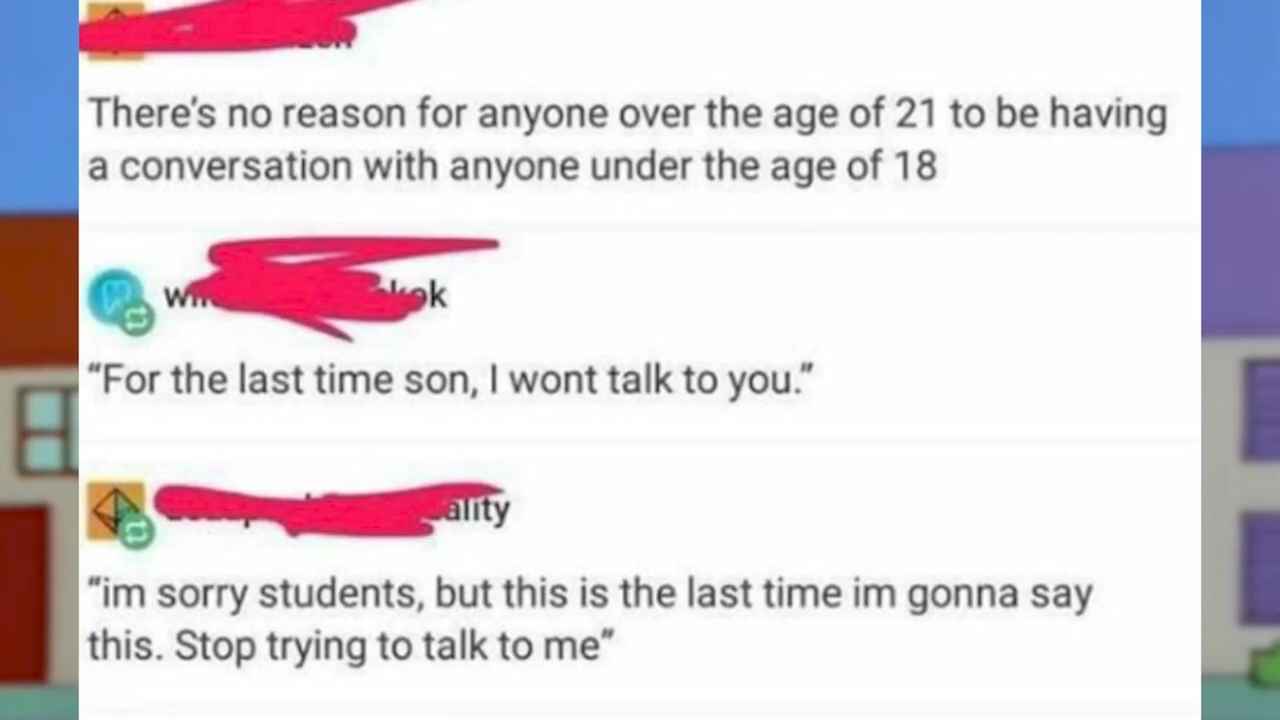 There's no reason for anyone over the age of 21 to be having
a conversation with anyone under the age of 18
“For the last time son, I wont talk to you.”
“im sorry students, but this is the last time im gonna say
this. Stop trying to talk to me”